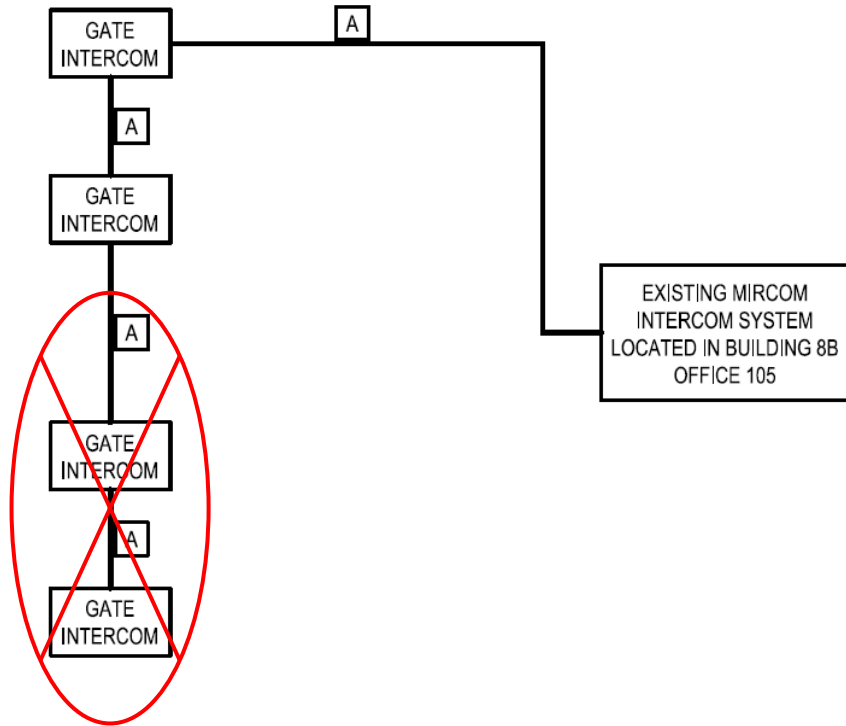 GATE
INTERCOM
A
A
GATE
INTERCOM
EXISTING MIRCOM
INTERCOM SYSTEM
LOCATED IN BUILDING 8B
OFFICE 105
A
GATE
INTERCOM
A
GATE
INTERCOM